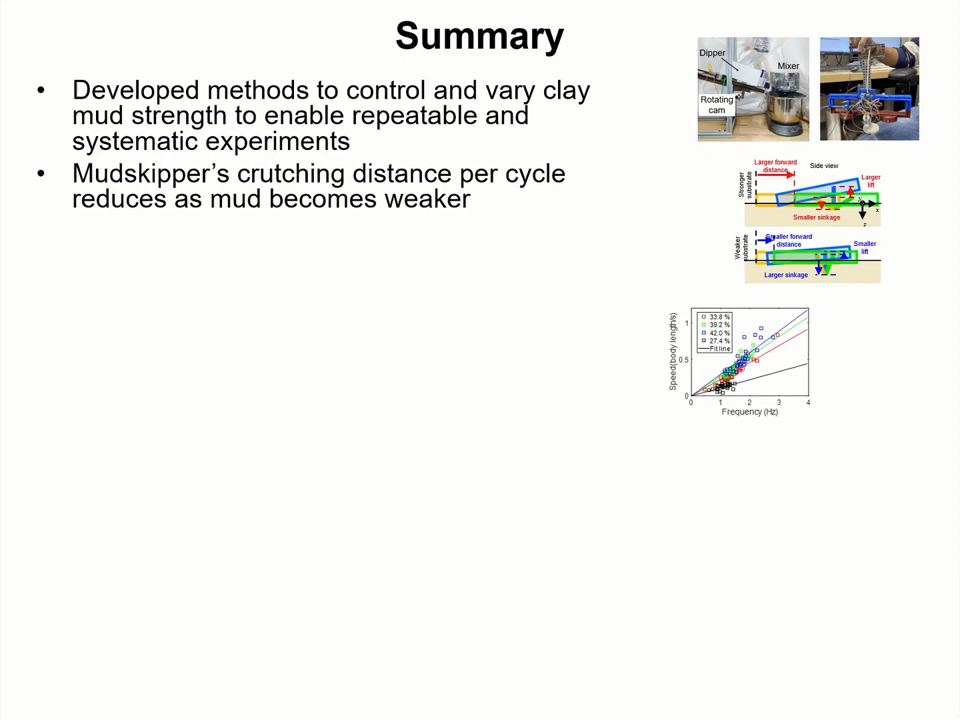 Summary
• Developed methods to control and vary clay
mud strength to enable repeatable and
systematic experiments
• Mudskipper's crutching distance per cycle
reduces as mud becomes weaker
Dipper
Mixer
Rotating
cam
Larger forward
distance
Side view
Stronger
substrate
Larger
lift
Smaller sinkage
x
z
Weaker
substrate
Smaller forward
distance
Smaller
lift
Larger sinkage
Speed(body length/s)
1
0.5
0
33.8 %
39.2 %
42.0 %
27.4 %
Fit line
0 1 2 3 4
Frequency (Hz)